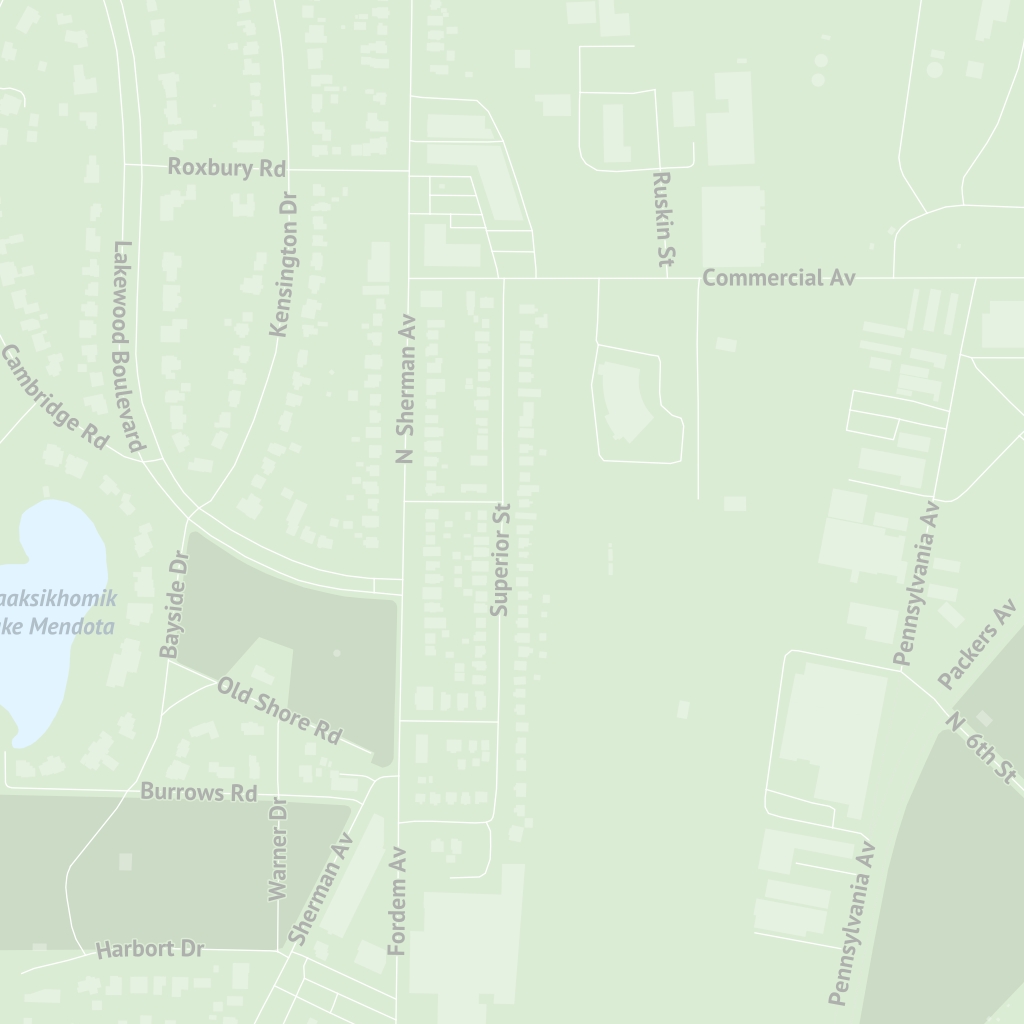 Roxbury Rd
Kensington Dr
Ruskin St
Lakewood Boulevard
Commercial Av
Cambridge Rd
N Sherman Av
Superior St
Pennsylvania Av
Bayside Dr
Mendota
Packers Av
Old Shore Rd
N 6th St
Burrows Rd
Warner Dr
Sherman Av
Fordem Av
Pennsylvania Av
Harbort Dr